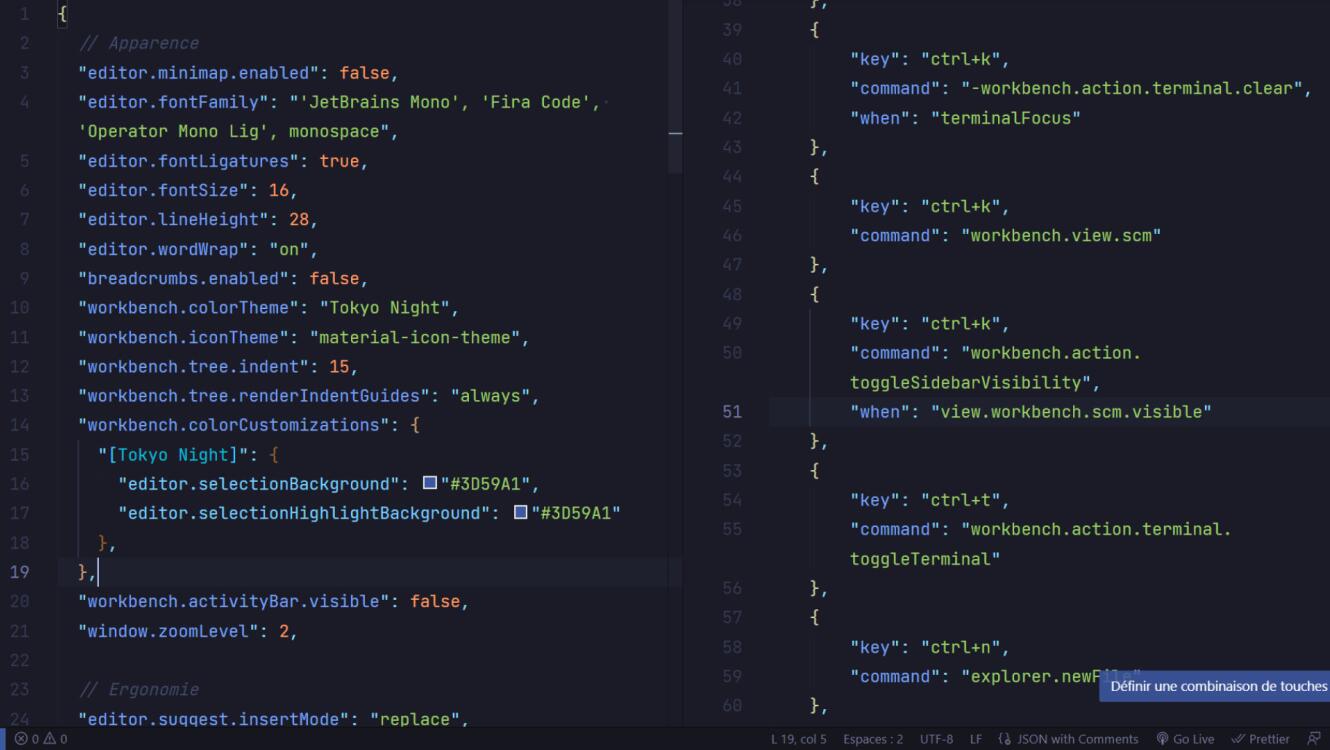 1 {
2 // Apparence
3 "editor.minimap.enabled": false,
4 "editor.fontFamily": "'JetBrains Mono', 'Fira Code',
'Operator Mono Lig', monospace",
5 "editor.fontLigatures": true,
6 "editor.fontSize": 16,
7 "editor.lineHeight": 28,
8 "editor.wordWrap": "on",
9 "breadcrumbs.enabled": false,
10 "workbench.colorTheme": "Tokyo Night",
11 "workbench.iconTheme": "material-icon-theme",
12 "workbench.tree.indent": 15,
13 "workbench.tree.renderIndentGuides": "always",
14 "workbench.colorCustomizations": {
15 "[Tokyo Night]": {
16 "editor.selectionBackground": "#3D59A1",
17 "editor.selectionHighlightBackground": "#3D59A1"
18 },
19 },
20 "workbench.activityBar.visible": false,
21 "window.zoomLevel": 2,
22
23 // Ergonomie
24 "editor.suggest.insertMode": "replace",
38 },
39 {
40 "key": "ctrl+k",
41 "command": "-workbench.action.terminal.clear",
42 "when": "terminalFocus"
43 },
44 {
45 "key": "ctrl+k",
46 "command": "workbench.view.scm"
47 },
48 {
49 "key": "ctrl+k",
50 "command": "workbench.action.
toggleSidebarVisibility",
51 "when": "view.workbench.scm.visible"
52 },
53 {
54 "key": "ctrl+t",
55 "command": "workbench.action.terminal.
toggleTerminal"
56 },
57 {
58 "key": "ctrl+n",
59 "command": "explorer.newFile"
60 },
Définir une combinaison de touches
0 0 L 19, col 5 Espaces : 2 UTF-8 LF {} JSON with Comments Go Live Prettier